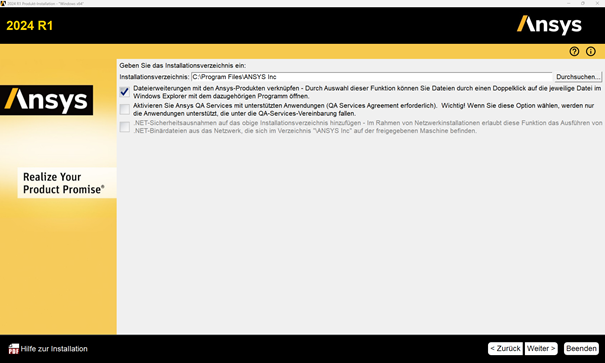 2024 R1 Produkt Installation - "Windows x64"
2024 R1
Ansys
Geben Sie das Installationsverzeichnis ein:
Installationsverzeichnis: C:\Program Files\ANSYS Inc Durchsuchen...
Dateierweiterungen mit den Ansys-Produkten verknüpfen - Durch Auswahl dieser Funktion können Sie Dateien durch einen Doppelklick auf die jeweilige Datei im
Windows Explorer mit dem dazugehörigen Programm öffnen.
Aktivieren Sie Ansys QA Services mit unterstützten Anwendungen (QA Services Agreement erforderlich). Wichtig! Wenn Sie diese Option wählen, werden nur
die Anwendungen unterstützt, die unter die QA-Services-Vereinbarung fallen.
.NET-Sicherheitsausnahmen auf das obige Installationsverzeichnis hinzufügen - Im Rahmen von Netzwerkinstallationen erlaubt diese Funktion das Ausführen von
.NET-Binärdateien aus das Netzwerk, die sich im Verzeichnis "\ANSYS Inc" auf der freigegebenen Maschine befinden.
Ansys
Realize Your
Product Promise®
PDF Hilfe zur Installation
< Zurück Weiter > Beenden